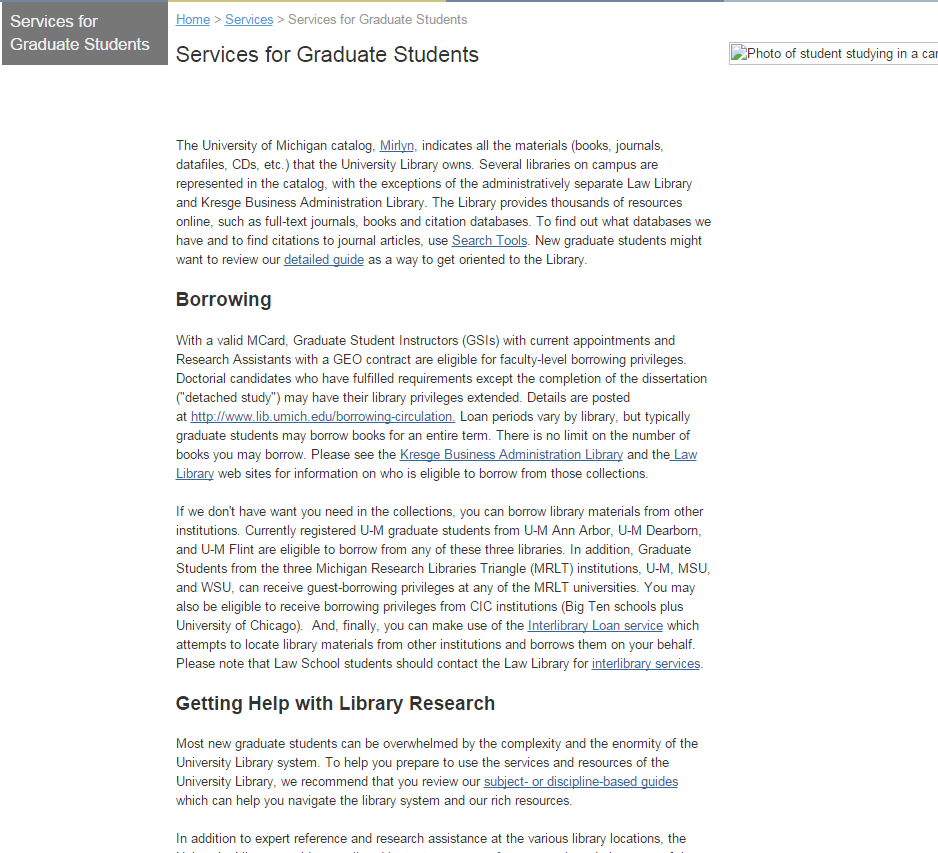 Services for
Graduate Students
Home > Services > Services for Graduate Students
Services for Graduate Students
Photo of student studying in a car
The University of Michigan catalog, Mirlyn, indicates all the materials (books, journals,
datafiles, CDs, etc.) that the University Library owns. Several libraries on campus are
represented in the catalog, with the exceptions of the administratively separate Law Library
and Kresge Business Administration Library. The Library provides thousands of resources
online, such as full-text journals, books and citation databases. To find out what databases we
have and to find citations to journal articles, use Search Tools. New graduate students might
want to review our detailed guide as a way to get oriented to the Library.
Borrowing
With a valid MCard, Graduate Student Instructors (GSIs) with current appointments and
Research Assistants with a GEO contract are eligible for faculty-level borrowing privileges.
Doctorial candidates who have fulfilled requirements except the completion of the dissertation
("detached study") may have their library privileges extended. Details are posted
at http://www.lib.umich.edu/borrowing-circulation. Loan periods vary by library, but typically
graduate students may borrow books for an entire term. There is no limit on the number of
books you may borrow. Please see the Kresge Business Administration Library and the Law
Library web sites for information on who is eligible to borrow from those collections.
If we don't have want you need in the collections, you can borrow library materials from other
institutions. Currently registered U-M graduate students from U-M Ann Arbor, U-M Dearborn,
and U-M Flint are eligible to borrow from any of these three libraries. In addition, Graduate
Students from the three Michigan Research Libraries Triangle (MRLT) institutions, U-M, MSU,
and WSU, can receive guest-borrowing privileges at any of the MRLT universities. You may
also be eligible to receive borrowing privileges from CIC institutions (Big Ten schools plus
University of Chicago).  And, finally, you can make use of the Interlibrary Loan service which
attempts to locate library materials from other institutions and borrows them on your behalf.
Please note that Law School students should contact the Law Library for interlibrary services.
Getting Help with Library Research
Most new graduate students can be overwhelmed by the complexity and the enormity of the
University Library system. To help you prepare to use the services and resources of the
University Library, we recommend that you review our subject- or discipline-based guides
which can help you navigate the library system and our rich resources.
In addition to expert reference and research assistance at the various library locations, the